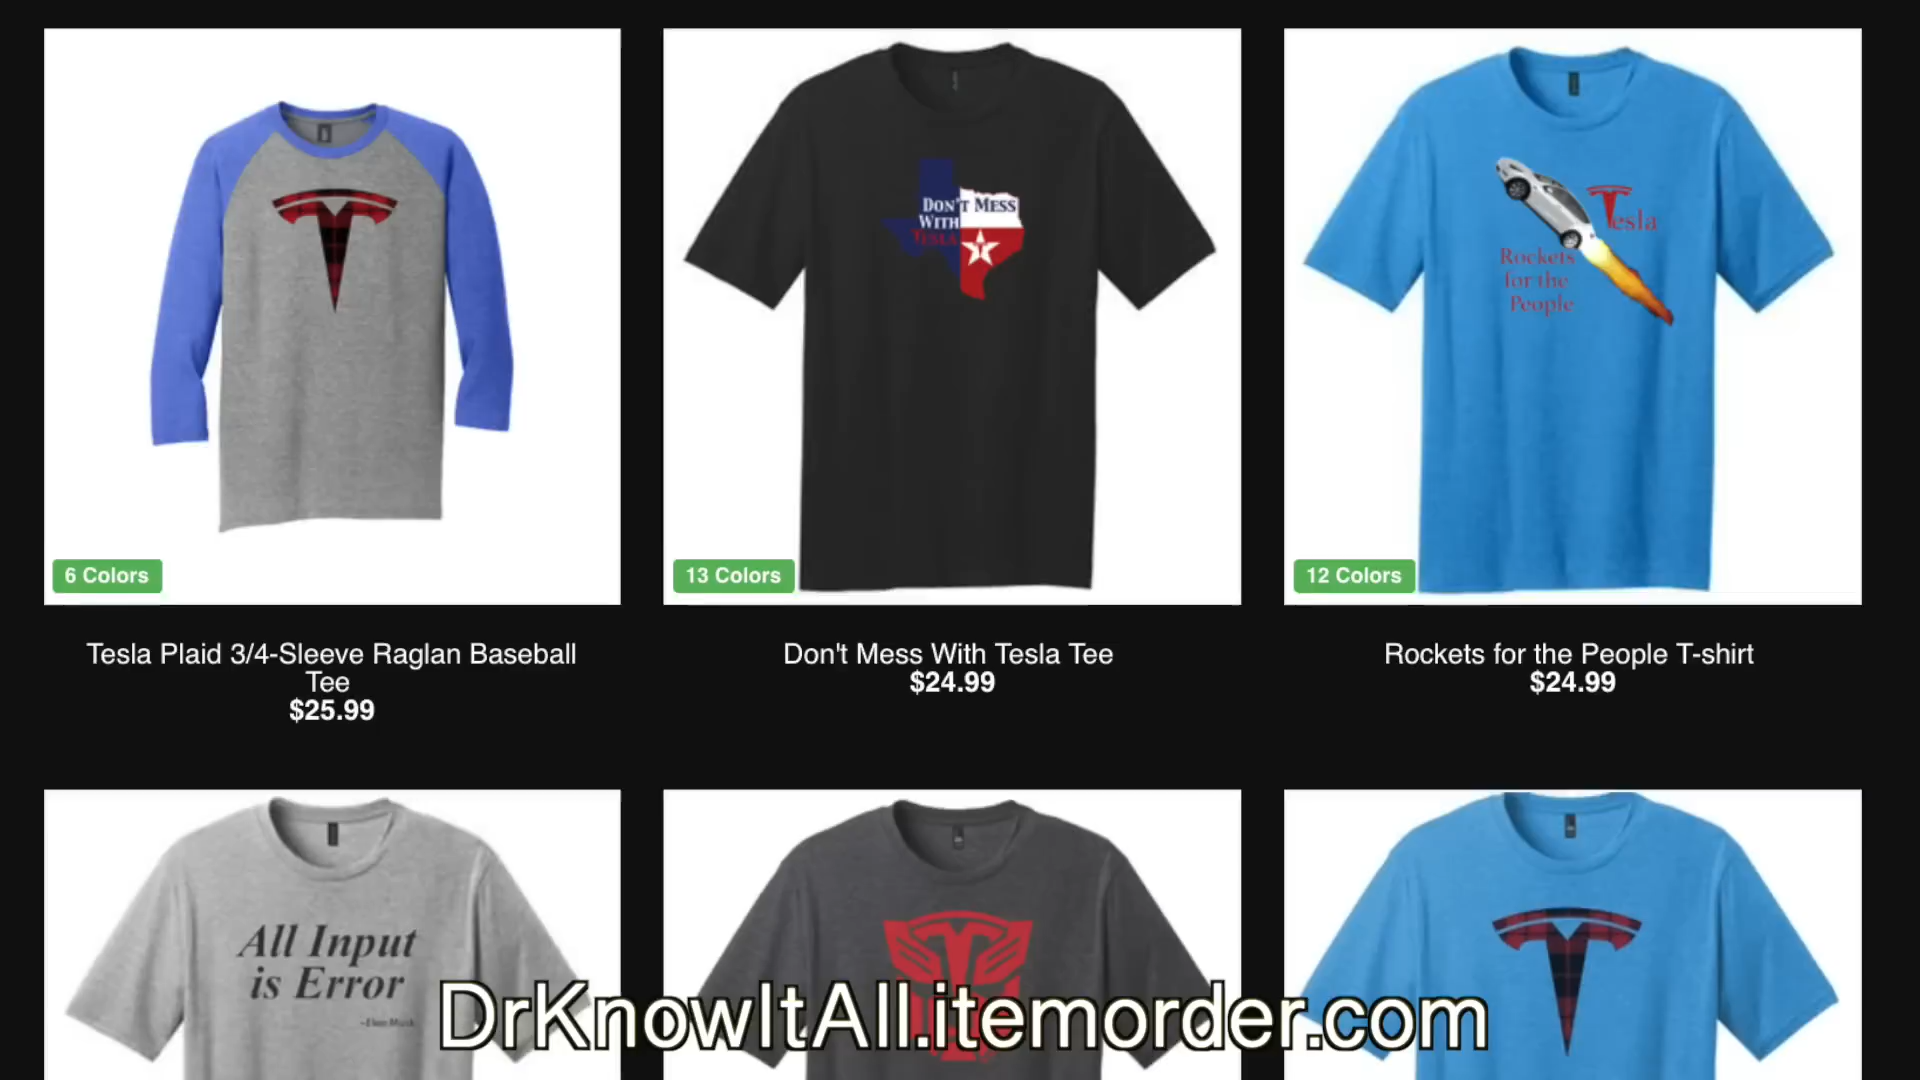 DON'T MESS
WITH
TESLA
Tesla
Rockets
for the
People
6 Colors
13 Colors
12 Colors
Tesla Plaid 3/4-Sleeve Raglan Baseball
Tee
$25.99
Don't Mess With Tesla Tee
$24.99
Rockets for the People T-shirt
$24.99
All Input
is Error
~Elon Musk
DrKnowItAll.itemorder.com